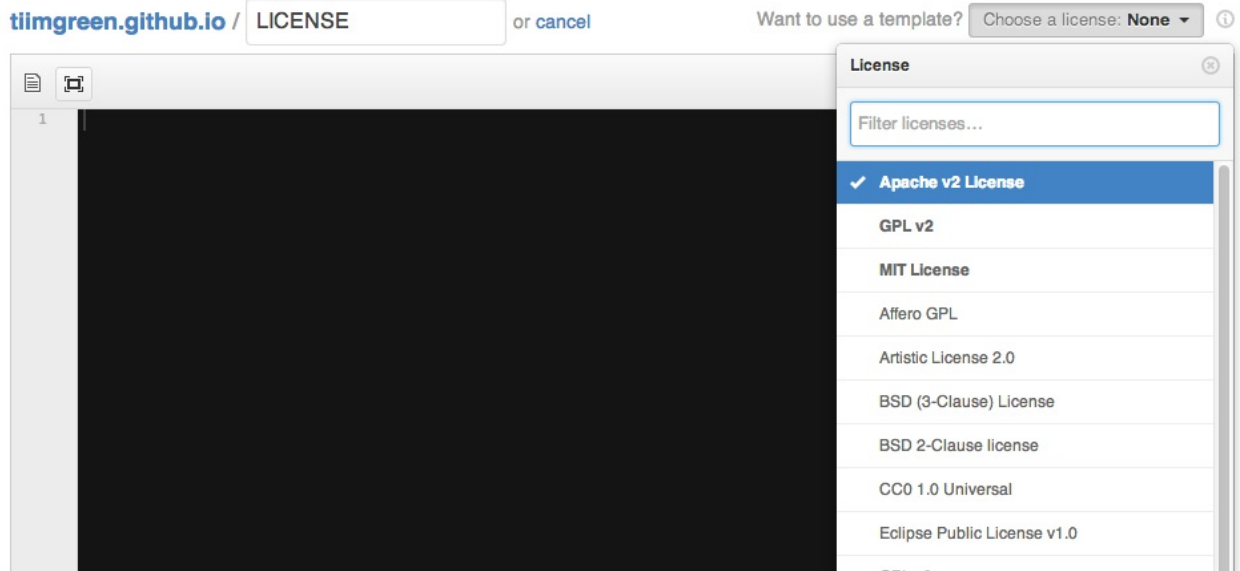 tiimgreen.github.io / LICENSE or cancel Want to use a template? Choose a license: None
License
Filter licenses...
1
Apache v2 License
GPL v2
MIT License
Affero GPL
Artistic License 2.0
BSD (3-Clause) License
BSD 2-Clause license
CC0 1.0 Universal
Eclipse Public License v1.0